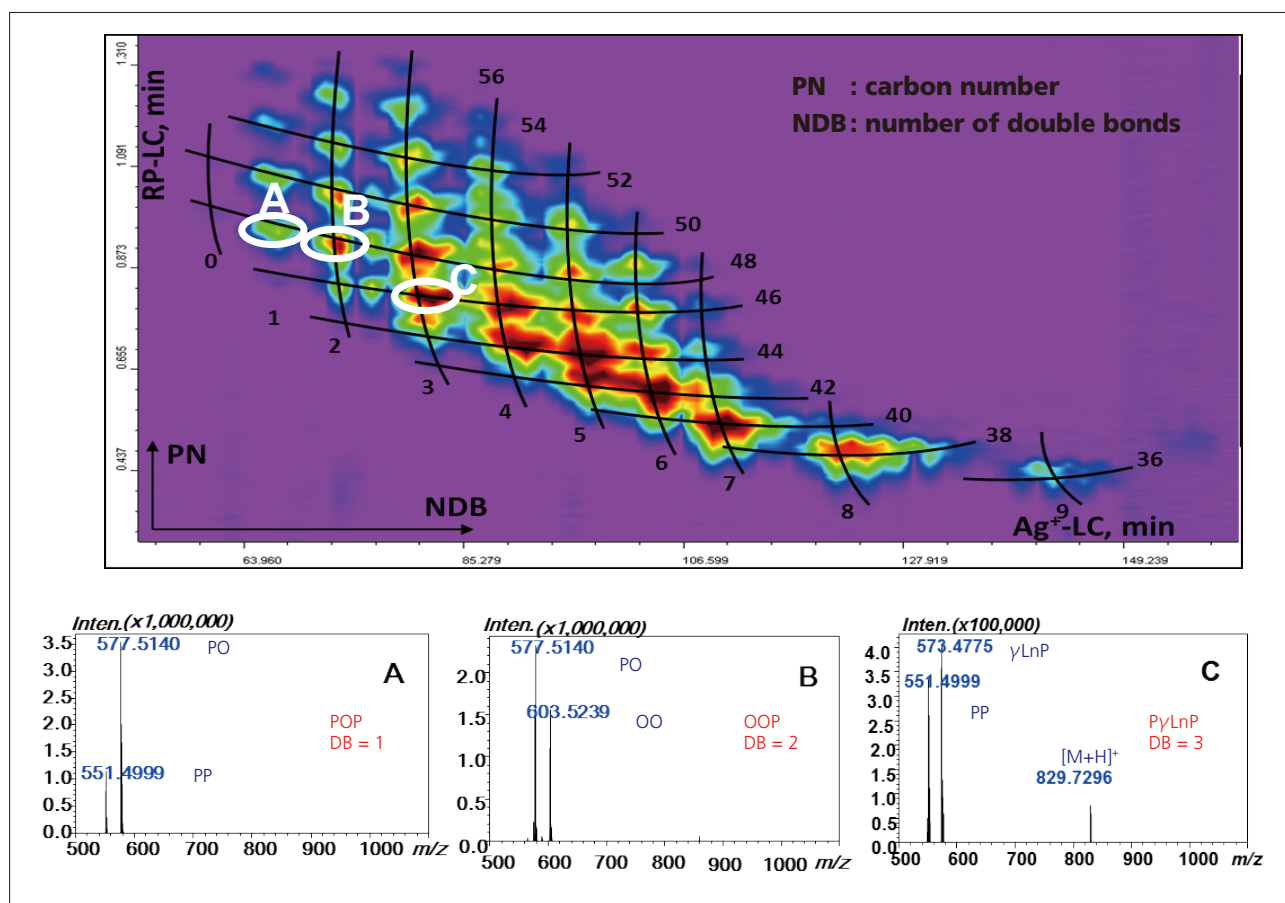 RP-LC, min
1.310
1.091
0.873
0.655
0.437
PN : carbon number
NDB : number of double bonds
56
54
52
50
48
46
44
42
40
38
36
A
B
C
0
1
2
3
4
5
6
7
8
9
PN
NDB
Ag⁺-LC, min
63.960
85.279
106.599
127.919
149.239
Inten. (x1,000,000)
3.5
3.0
2.5
2.0
1.5
1.0
0.5
0.0
577.5140
PO
A
POP
DB = 1
551.4999
PP
500
600
700
800
900
1000
m/z
Inten. (x1,000,000)
2.0
1.5
1.0
0.5
0.0
577.5140
PO
B
603.5239
OO
OOP
DB = 2
500
600
700
800
900
1000
m/z
Inten. (x100,000)
4.0
3.5
3.0
2.5
2.0
1.5
1.0
0.5
0.0
573.4775
γLnP
C
551.4999
PP
PγLnP
DB = 3
[M+H]⁺
829.7296
500
600
700
800
900
1000
m/z